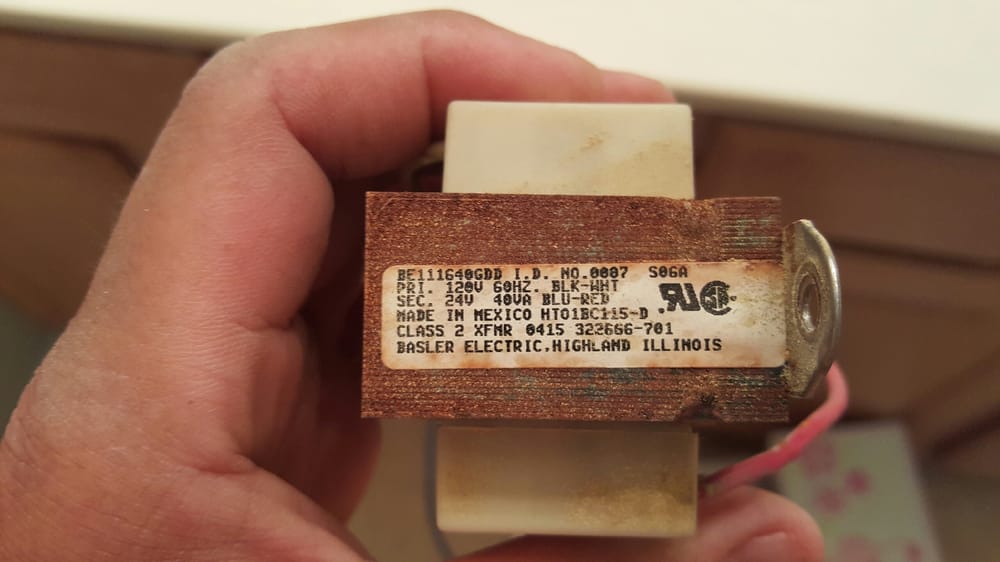 BE111640GDD I.D. NO.0007 S06A
PRI. 120V 60HZ. BLK-WHT
SEC. 24V 40VA BLU-RED
MADE IN MEXICO HT01BC115-D
CLASS 2 XFMR 0415 322666-701
BASLER ELECTRIC,HIGHLAND ILLINOIS